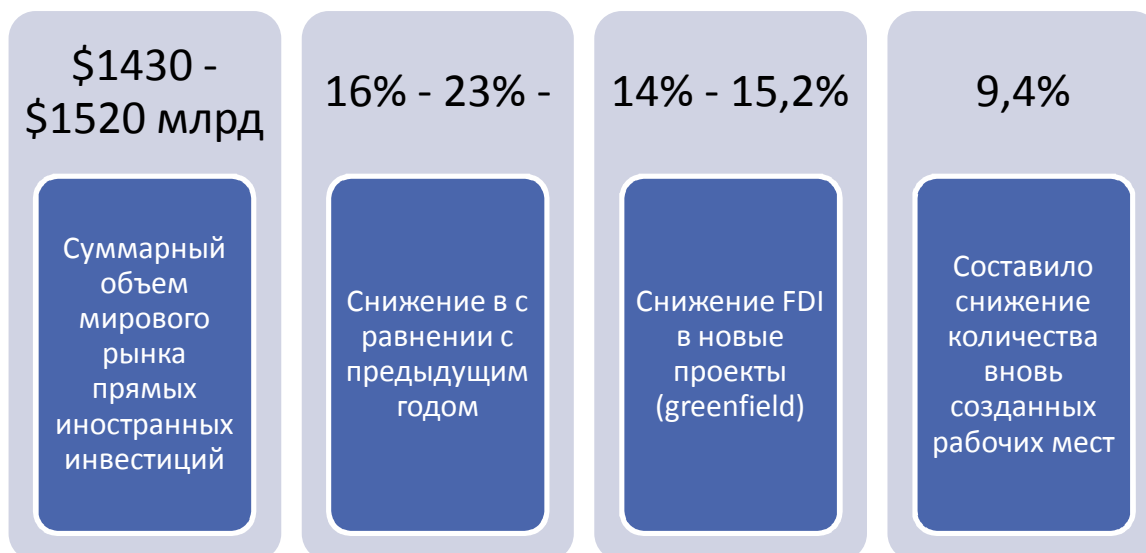 $1430 -
$1520 млрд
Суммарный
объем
мирового
рынка
прямых
иностранных
инвестиций
16% - 23% -
Снижение в с
равнении с
предыдущим
годом
14% - 15,2%
Снижение FDI
в новые
проекты
(greenfield)
9,4%
Составило
снижение
количества
вновь
созданных
рабочих мест